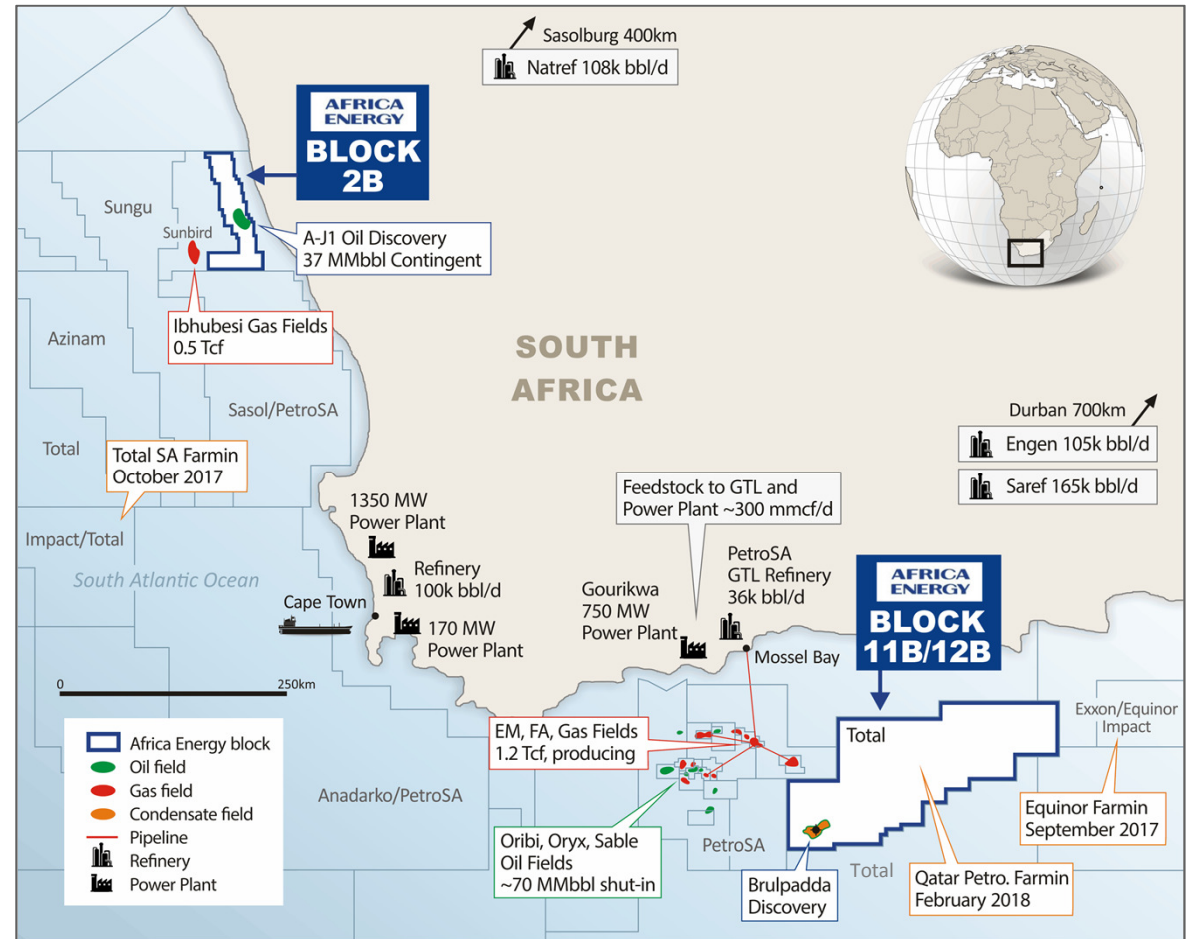 Sasolburg 400km
Natref 108k bbl/d
AFRICA
ENERGY
BLOCK
2B
Sungu
Sunbird
A-J1 Oil Discovery
37 MMbbl Contingent
Ibhubesi Gas Fields
0.5 Tcf
Azinam
SOUTH
AFRICA
Sasol/PetroSA
Total
Total SA Farmin
October 2017
Durban 700km
Engen 105k bbl/d
Saref 165k bbl/d
1350 MW
Power Plant
Feedstock to GTL and
Power Plant ~300 mmcf/d
Impact/Total
South Atlantic Ocean
Refinery
100k bbl/d
Cape Town
170 MW
Power Plant
Gourikwa
750 MW
Power Plant
PetroSA
GTL Refinery
36k bbl/d
Mossel Bay
AFRICA
ENERGY
BLOCK
11B/12B
0
250km
Africa Energy block
Oil field
Gas field
Condensate field
Pipeline
Refinery
Power Plant
Anadarko/PetroSA
EM, FA, Gas Fields
1.2 Tcf, producing
Oribi, Oryx, Sable
Oil Fields
~70 MMbbl shut-in
PetroSA
Total
Exxon/Equinor
Impact
Equinor Farmin
September 2017
Brulpadda
Discovery
Total
Qatar Petro. Farmin
February 2018